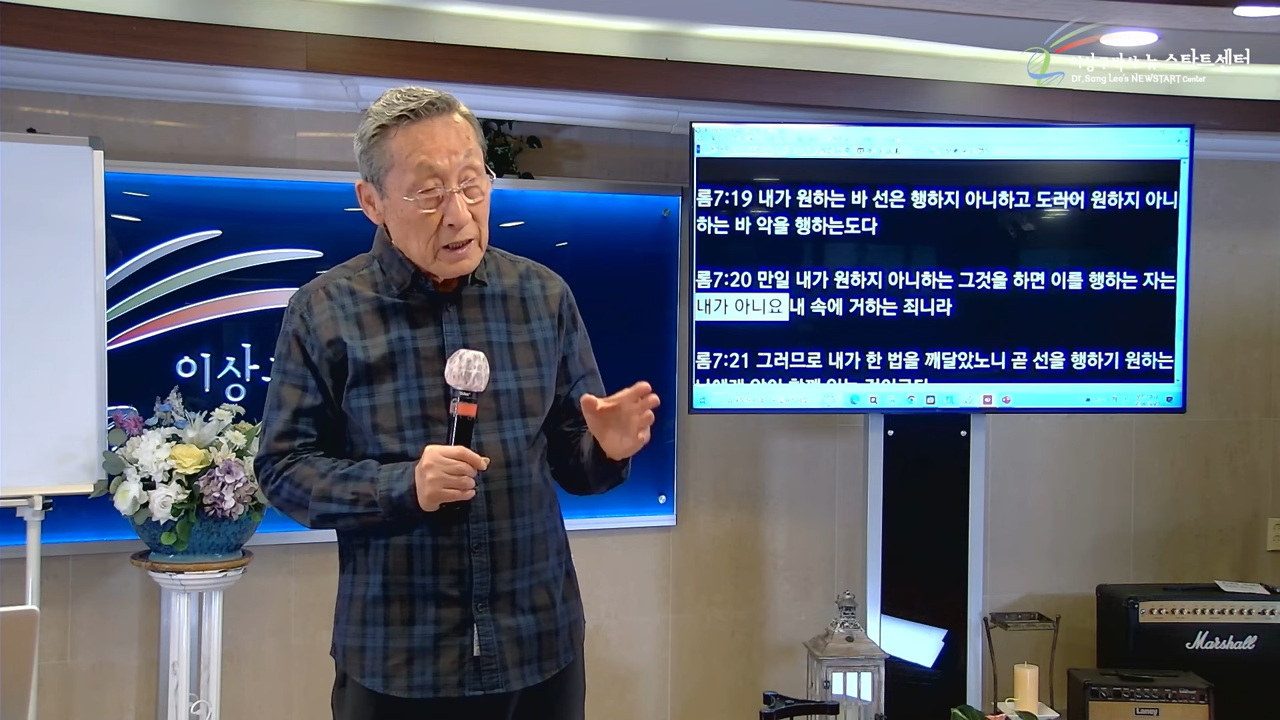 뉴스타트센터
Dr. Sang Lee's NEWSTART Center
롬7:19 내가 원하는 바 선은 행하지 아니하고 도리어 원하지 아니
하는 바 악을 행하는도다
롬7:20 만일 내가 원하지 아니하는 그것을 하면 이를 행하는 자는
내가 아니요 내 속에 거하는 죄니라
롬7:21 그러므로 내가 한 법을 깨달았노니 곧 선을 행하기 원하는
이상
Marshall
Laney